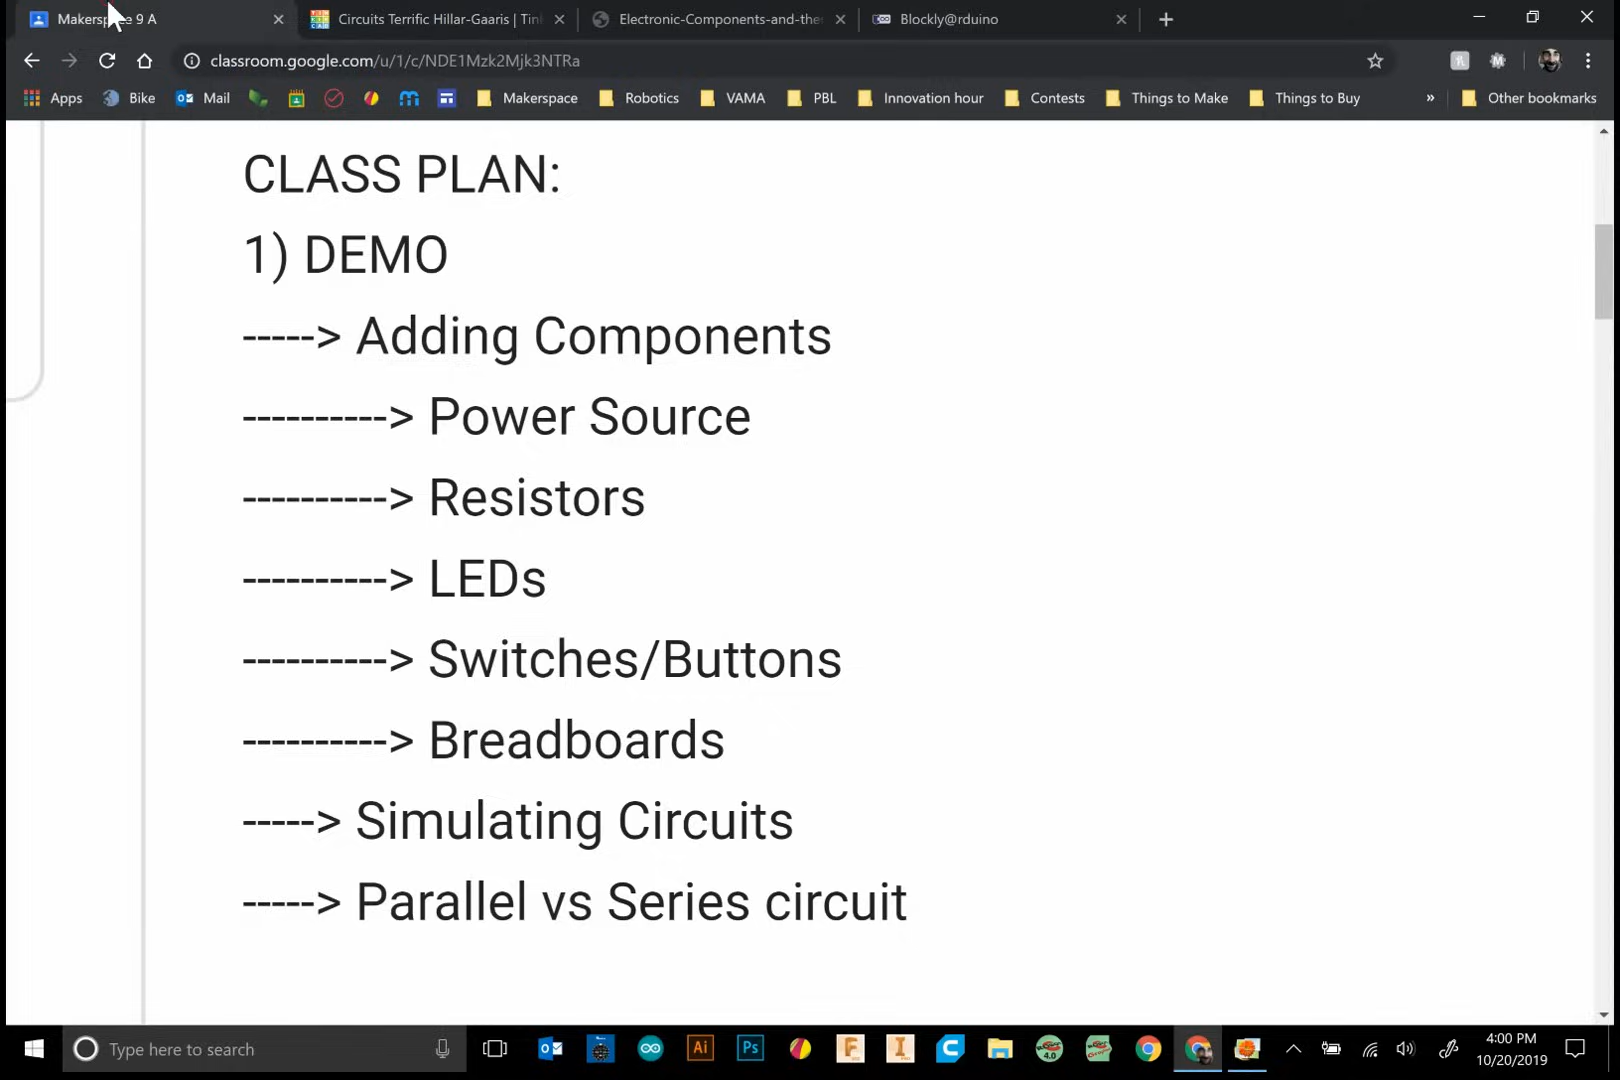 Makerspace 9 A
Circuits Terrific Hillar-Gaaris | Tin
Electronic-Components-and-the
Blockly@rduino
classroom.google.com/u/1/c/NDE1Mzk2Mjk3NTRa
Apps
Bike
Mail
Makerspace
Robotics
VAMA
PBL
Innovation hour
Contests
Things to Make
Things to Buy
»
Other bookmarks
CLASS PLAN:
1) DEMO
-----> Adding Components
----------> Power Source
----------> Resistors
----------> LEDs
----------> Switches/Buttons
----------> Breadboards
-----> Simulating Circuits
-----> Parallel vs Series circuit
Type here to search
Ai
Ps
4:00 PM
10/20/2019